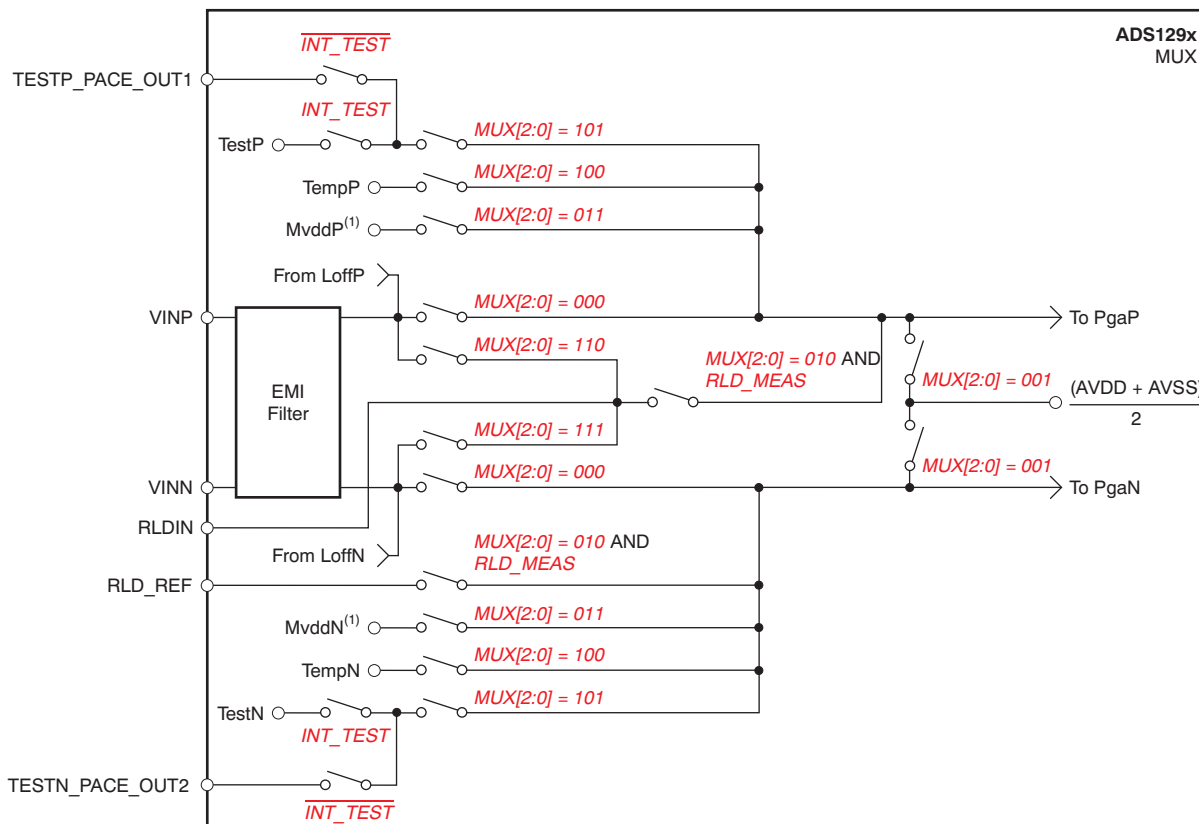 ADS129x
MUX
INT_TEST
TESTP_PACE_OUT1
INT_TEST
MUX[2:0] = 101
TestP
MUX[2:0] = 100
TempP
MUX[2:0] = 011
MvddP(1)
From LoffP
MUX[2:0] = 000
VINP
To PgaP
MUX[2:0] = 110
MUX[2:0] = 010 AND
RLD_MEAS
MUX[2:0] = 001
(AVDD + AVSS)
2
EMI
Filter
MUX[2:0] = 111
MUX[2:0] = 000
MUX[2:0] = 001
VINN
To PgaN
RLDIN
From LoffN
MUX[2:0] = 010 AND
RLD_MEAS
RLD_REF
MUX[2:0] = 011
MvddN(1)
MUX[2:0] = 100
TempN
MUX[2:0] = 101
TestN
INT_TEST
TESTN_PACE_OUT2
INT_TEST